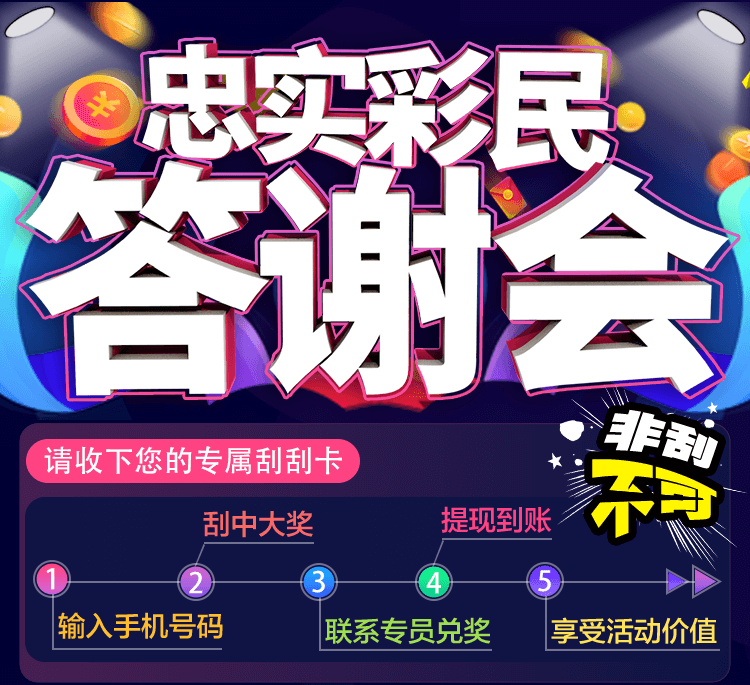 忠实彩民
答谢会
非刮
不可
请收下您的专属刮刮卡
刮中大奖
提现到账
1
2
3
4
5
输入手机号码
联系专员兑奖
享受活动价值